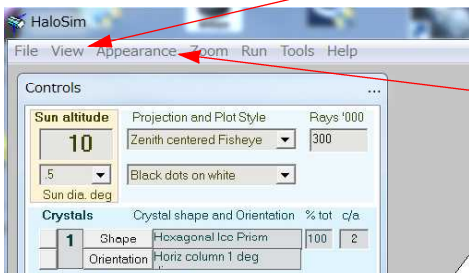 HaloSim
File View Appearance Zoom Run Tools Help
Controls ...
Sun altitude Projection and Plot Style Rays '000
10 Zenith centered Fisheye 300
.5 Black dots on white
Sun dia. deg
Crystals Crystal shape and Orientation % tot c/a
1 Shape Hexagonal Ice Prism 100 2
Orientation Horiz column 1 deg